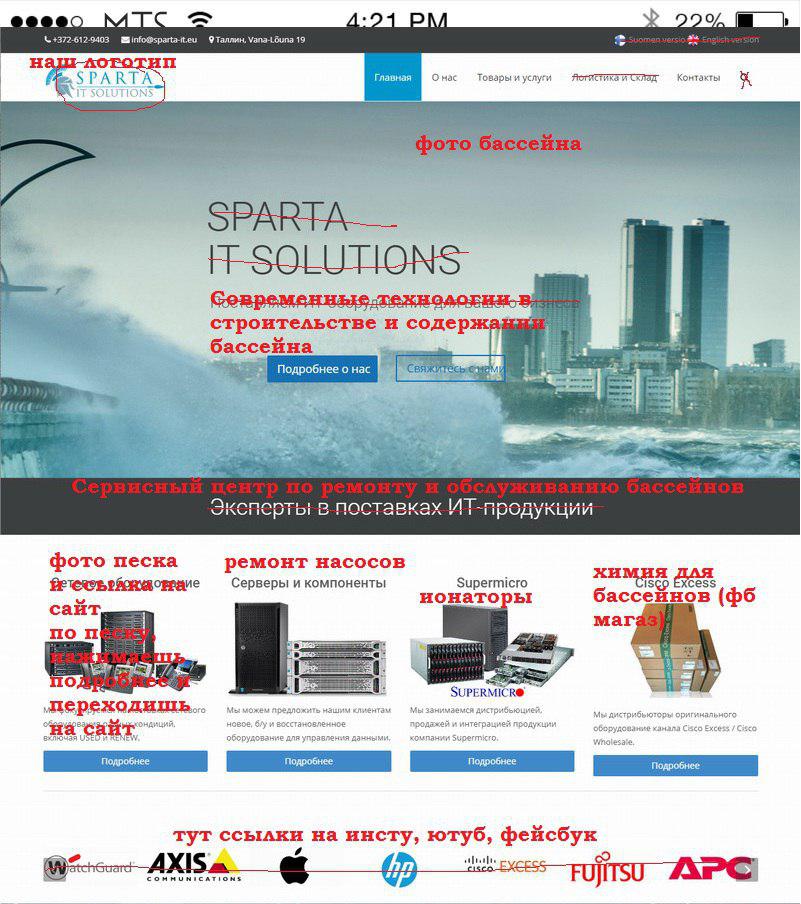 MTS 4:21 PM 22%
+372-612-9403 info@sparta-it.eu Таллин, Vana-Lõuna 19 Suomen versio English version
наш логотип
SPARTA
IT SOLUTIONS
Главная О нас Товары и услуги Логистика и Склад Контакты
фото бассейна
SPARTA
IT SOLUTIONS
Поставляем ИТ-оборудование для вашего бизнеса
Современные технологии в
строительстве и содержании
бассейна
Подробнее о нас Свяжитесь с нами
Сервисный центр по ремонту и обслуживанию бассейнов
Эксперты в поставках ИТ-продукции
фото песка
и ссылка на
сайт
по песку,
нажимаешь
подробнее и
переходишь
на сайт
Сетевое оборудование
включая USED и RENEW.
Подробнее
ремонт насосов
Серверы и компоненты
Мы можем предложить нашим клиентам
новое, б/у и восстановленное
оборудование для управления данными.
Подробнее
Supermicro
ионаторы
SUPERMICRO
Мы занимаемся дистрибьюцией,
продажей и интеграцией продукции
компании Supermicro.
Подробнее
химия для
бассейнов (фб
магаз)
Cisco Excess
Мы дистрибьюторы оригинального
оборудование канала Cisco Excess / Cisco
Wholesale.
Подробнее
тут ссылки на инсту, ютуб, фейсбук
WatchGuard AXIS COMMUNICATIONS hp cisco EXCESS FUJITSU APC